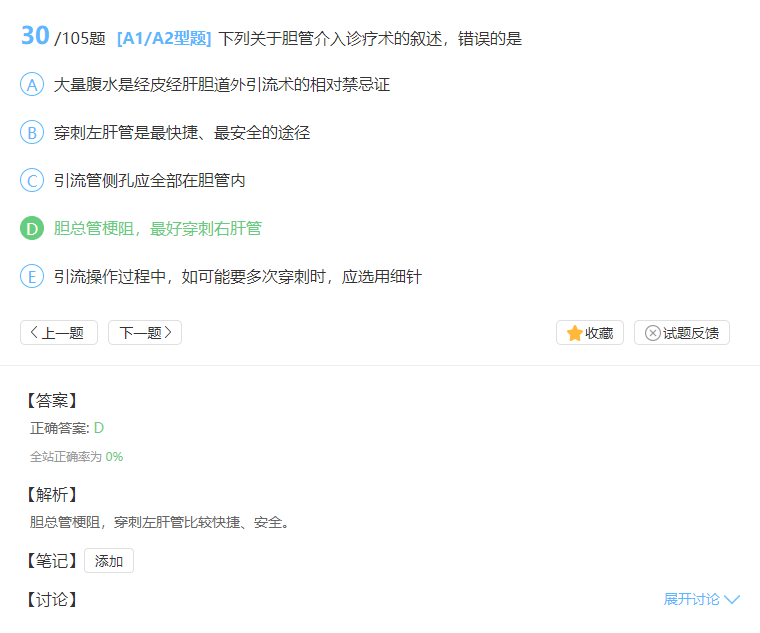 30 /105题 [A1/A2型题] 下列关于胆管介入诊疗术的叙述，错误的是
A 大量腹水是经皮经肝胆道外引流术的相对禁忌证
B 穿刺左肝管是最快捷、最安全的途径
C 引流管侧孔应全部在胆管内
D 胆总管梗阻，最好穿刺右肝管
E 引流操作过程中，如可能要多次穿刺时，应选用细针
上一题 下一题 收藏 试题反馈
【答案】
正确答案: D
全站正确率为 0%
【解析】
胆总管梗阻，穿刺左肝管比较快捷、安全。
【笔记】 添加
【讨论】 展开讨论